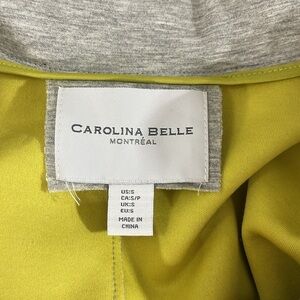 CAROLINA BELLE
MONTRÉAL
US:S
CA:S/P
UK:S
EU:S
MADE IN
CHINA